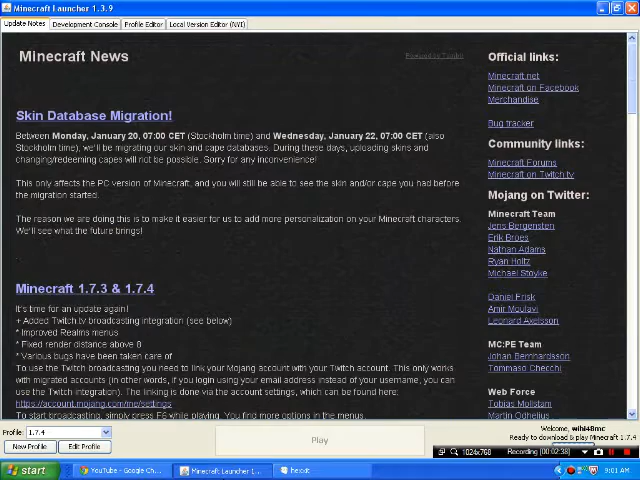 Minecraft Launcher 1.3.9
Update Notes
Development Console
Profile Editor
Local Version Editor (NYI)
Minecraft News
Powered by Tumblr
Skin Database Migration!
Between Monday, January 20, 07:00 CET (Stockholm time) and Wednesday, January 22, 07:00 CET (also
Stockholm time), we'll be migrating our skin and cape databases. During these days, uploading skins and
changing/redeeming capes will not be possible. Sorry for any inconvenience!
This only affects the PC version of Minecraft, and you will still be able to see the skin and/or cape you had before
the migration started.
The reason we are doing this is to make it easier for us to add more personalization on your Minecraft characters.
We'll see what the future brings!
Minecraft 1.7.3 & 1.7.4
It's time for an update again!
+ Added Twitch.tv broadcasting integration (see below)
* Improved Realms menus
* Fixed render distance above 8
* Various bugs have been taken care of
To use the Twitch broadcasting you need to link your Mojang account with your Twitch account. This only works
with migrated accounts (in other words, if you login using your email address instead of your username, you can
use the Twitch integration). The linking is done via the account settings, which can be found here:
https://account.mojang.com/me/settings
To start broadcasting, simply press F6 while playing. You find more options in the menus.
Official links:
Minecraft.net
Minecraft on Facebook
Merchandise
Bug tracker
Community links:
Minecraft Forums
Minecraft on Twitch.tv
Mojang on Twitter:
Minecraft Team
Jens Bergensten
Erik Broes
Nathan Adams
Ryan Holtz
Michael Stoyke
Daniel Frisk
Amir Moulavi
Leonard Axelsson
MC:PE Team
Johan Bernhardsson
Tommaso Checchi
Web Force
Tobias Mollstam
Martin Odhelius
Profile:
1.7.4
New Profile
Edit Profile
Play
Welcome, wihi48mc
Ready to download & play Minecraft 1.7.4
1024x768
Recording [00:02:38]
start
YouTube - Google Ch...
Minecraft Launcher 1....
hexxit
9:01 AM